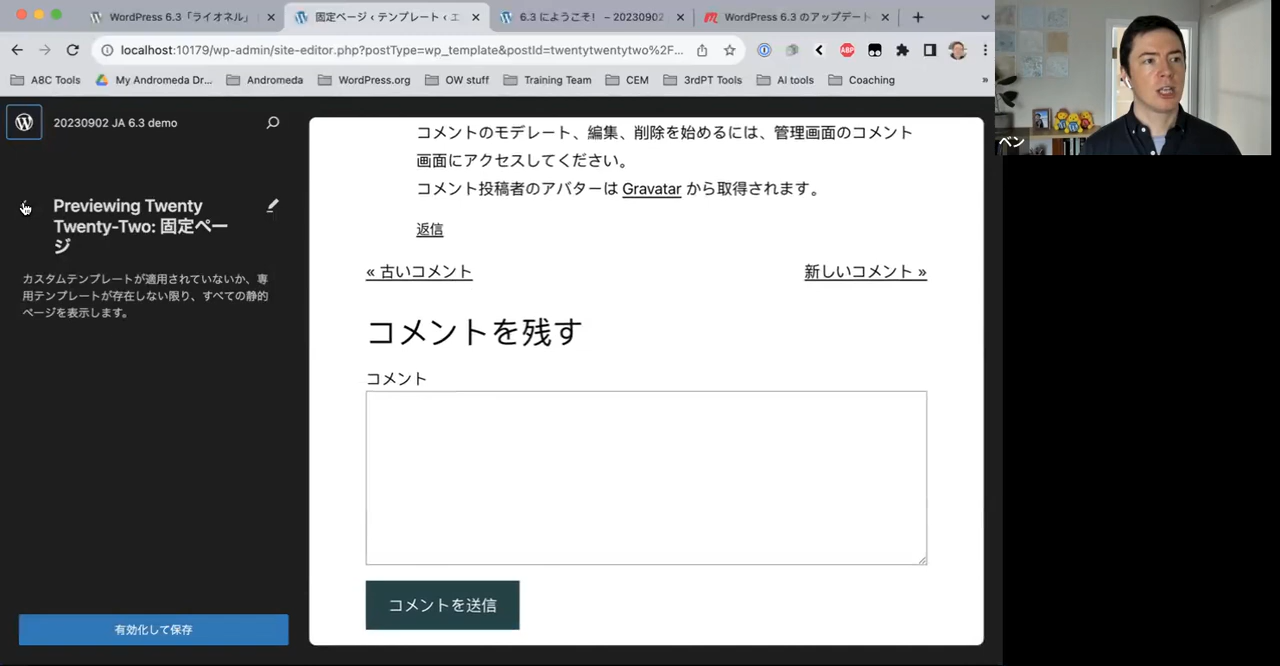 WordPress 6.3「ライオネル」
固定ページ ‹ テンプレート ‹ エ
6.3 にようこそ! – 20230902
WordPress 6.3 のアップデート
localhost:10179/wp-admin/site-editor.php?postType=wp_template&postId=twentytwentytwo%2F...
A8C Tools
My Andromeda Dr...
Andromeda
WordPress.org
OW stuff
Training Team
CEM
3rdPT Tools
AI tools
Coaching
»
ABP
ベン
20230902 JA 6.3 demo
Previewing Twenty
Twenty-Two: 固定ペー
ジ
カスタムテンプレートが適用されていないか、専
用テンプレートが存在しない限り、すべての静的
ページを表示します。
有効化して保存
コメントのモデレート、編集、削除を始めるには、管理画面のコメント
画面にアクセスしてください。
コメント投稿者のアバターは Gravatar から取得されます。
返信
« 古いコメント
新しいコメント »
コメントを残す
コメント
コメントを送信